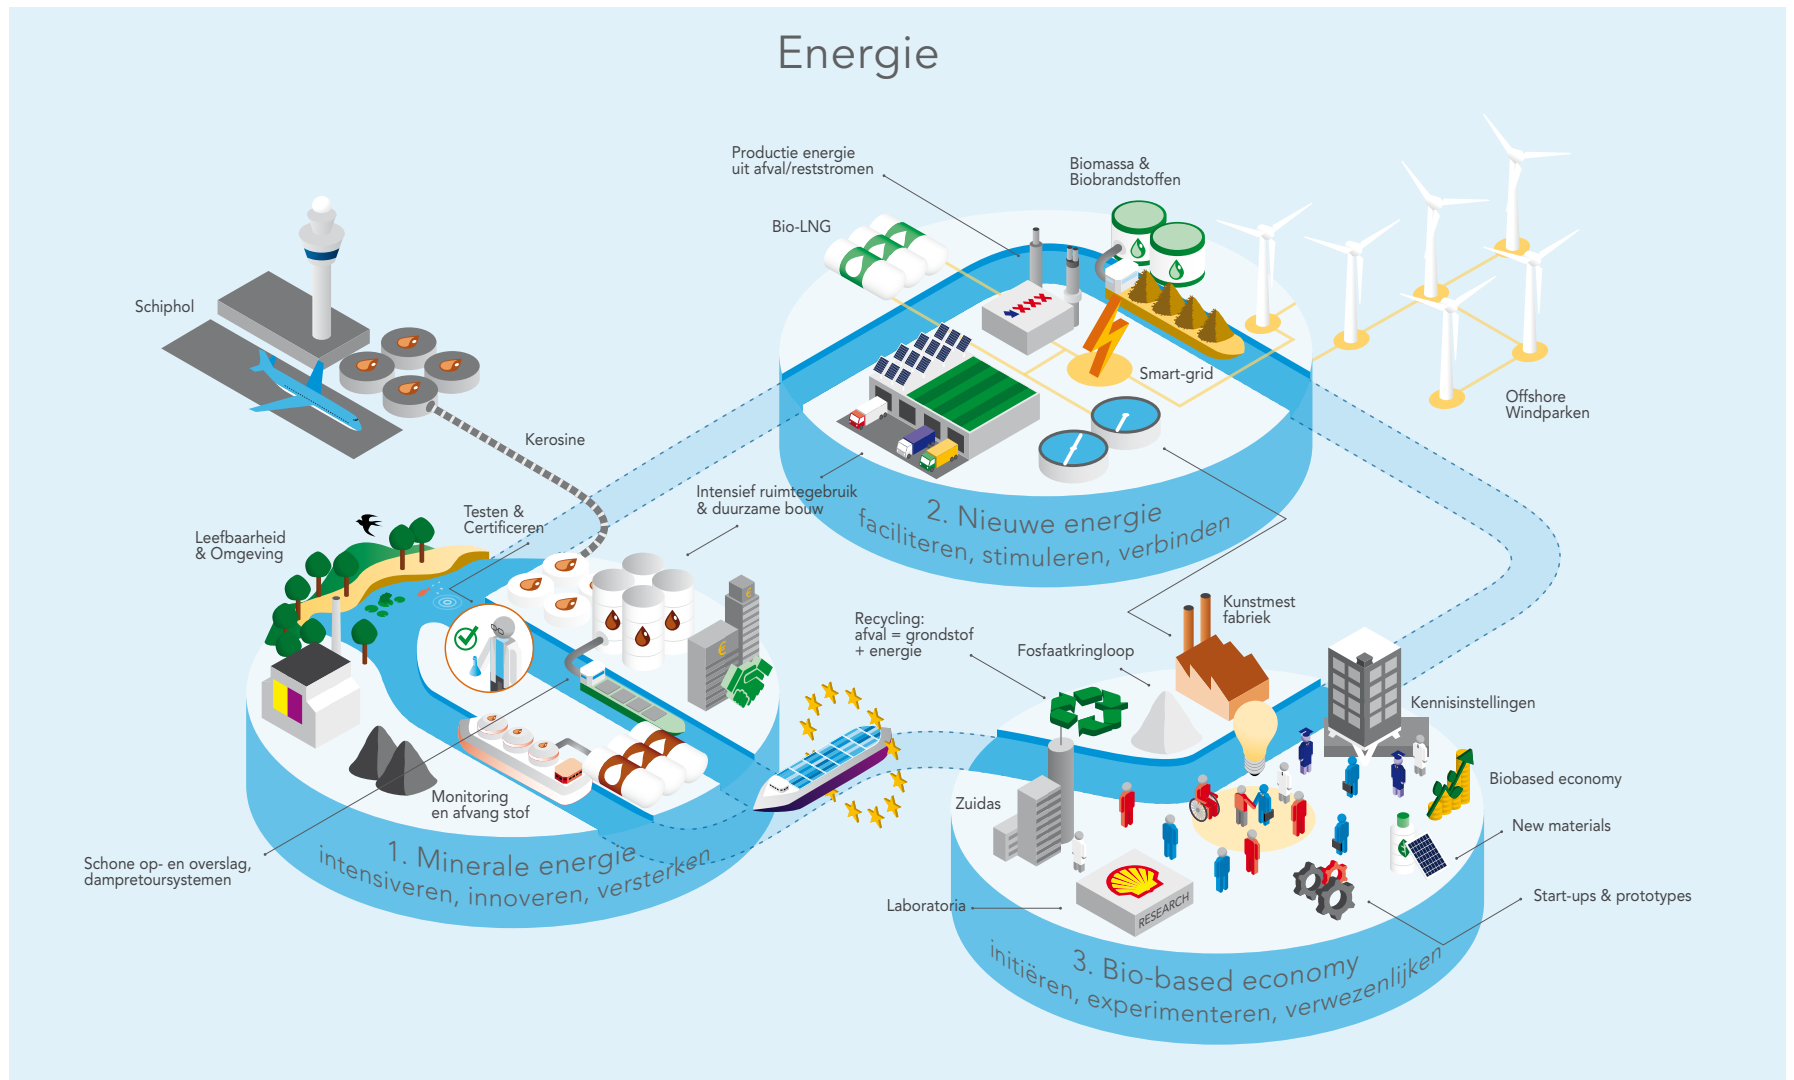 Energie
Productie energie
uit afval/reststromen
Biomassa &
Biobrandstoffen
Bio-LNG
Schiphol
xxx
Smart-grid
Offshore
Windparken
Kerosine
Intensief ruimtegebruik
& duurzame bouw
Testen &
Certificeren
Leefbaarheid
& Omgeving
2. Nieuwe energie
faciliteren, stimuleren, verbinden
€
€
Recycling:
afval = grondstof
+ energie
Fosfaatkringloop
Kunstmest
fabriek
Kennisinstellingen
Biobased economy
New materials
Zuidas
Monitoring
en afvang stof
Schone op- en overslag,
dampretoursystemen
1. Minerale energie
intensiveren, innoveren, versterken
Laboratoria
RESEARCH
Start-ups & prototypes
3. Bio-based economy
initiëren, experimenteren, verwezenlijken